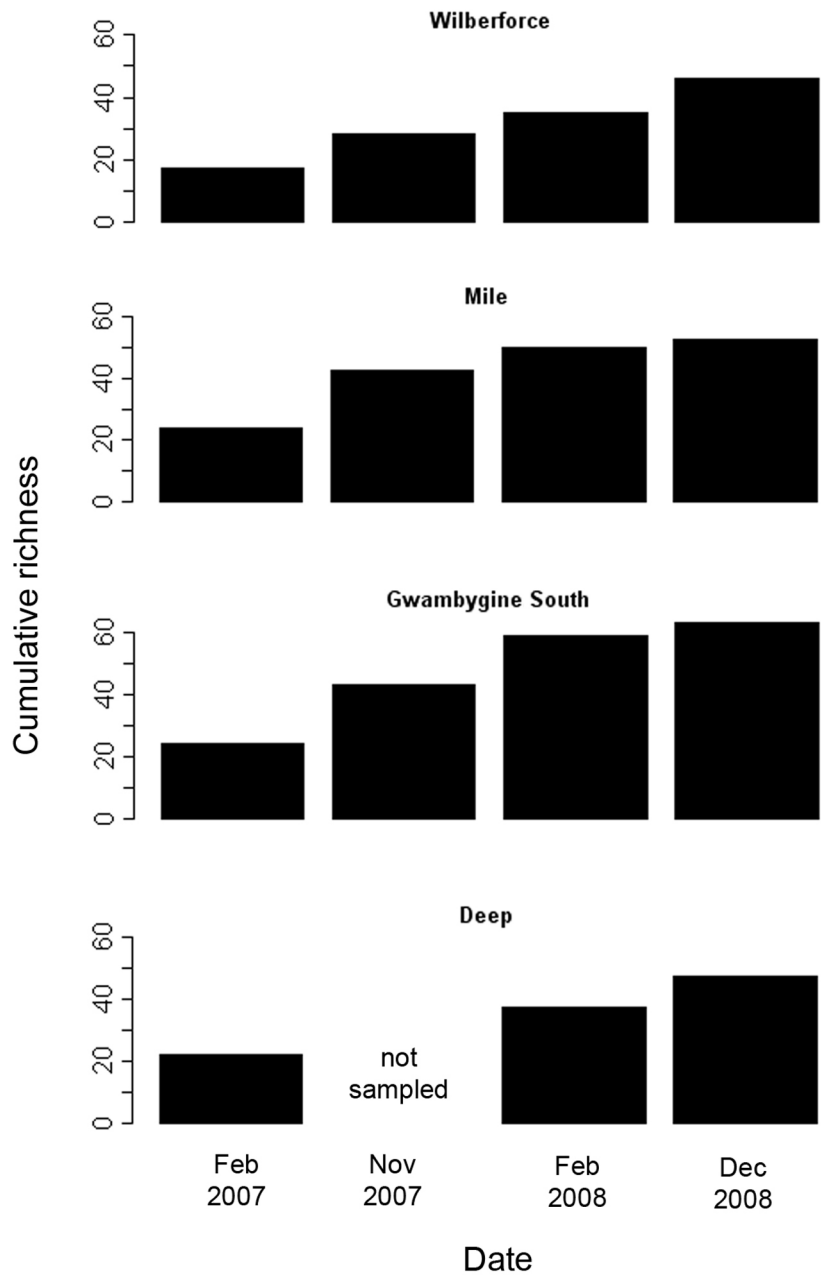 Wilberforce
60
40
20
0
Mile
60
40
20
0
Cumulative richness
Gwambygine South
60
40
20
0
Deep
60
40
20
0
not
sampled
Feb Nov Feb Dec
2007 2007 2008 2008
Date